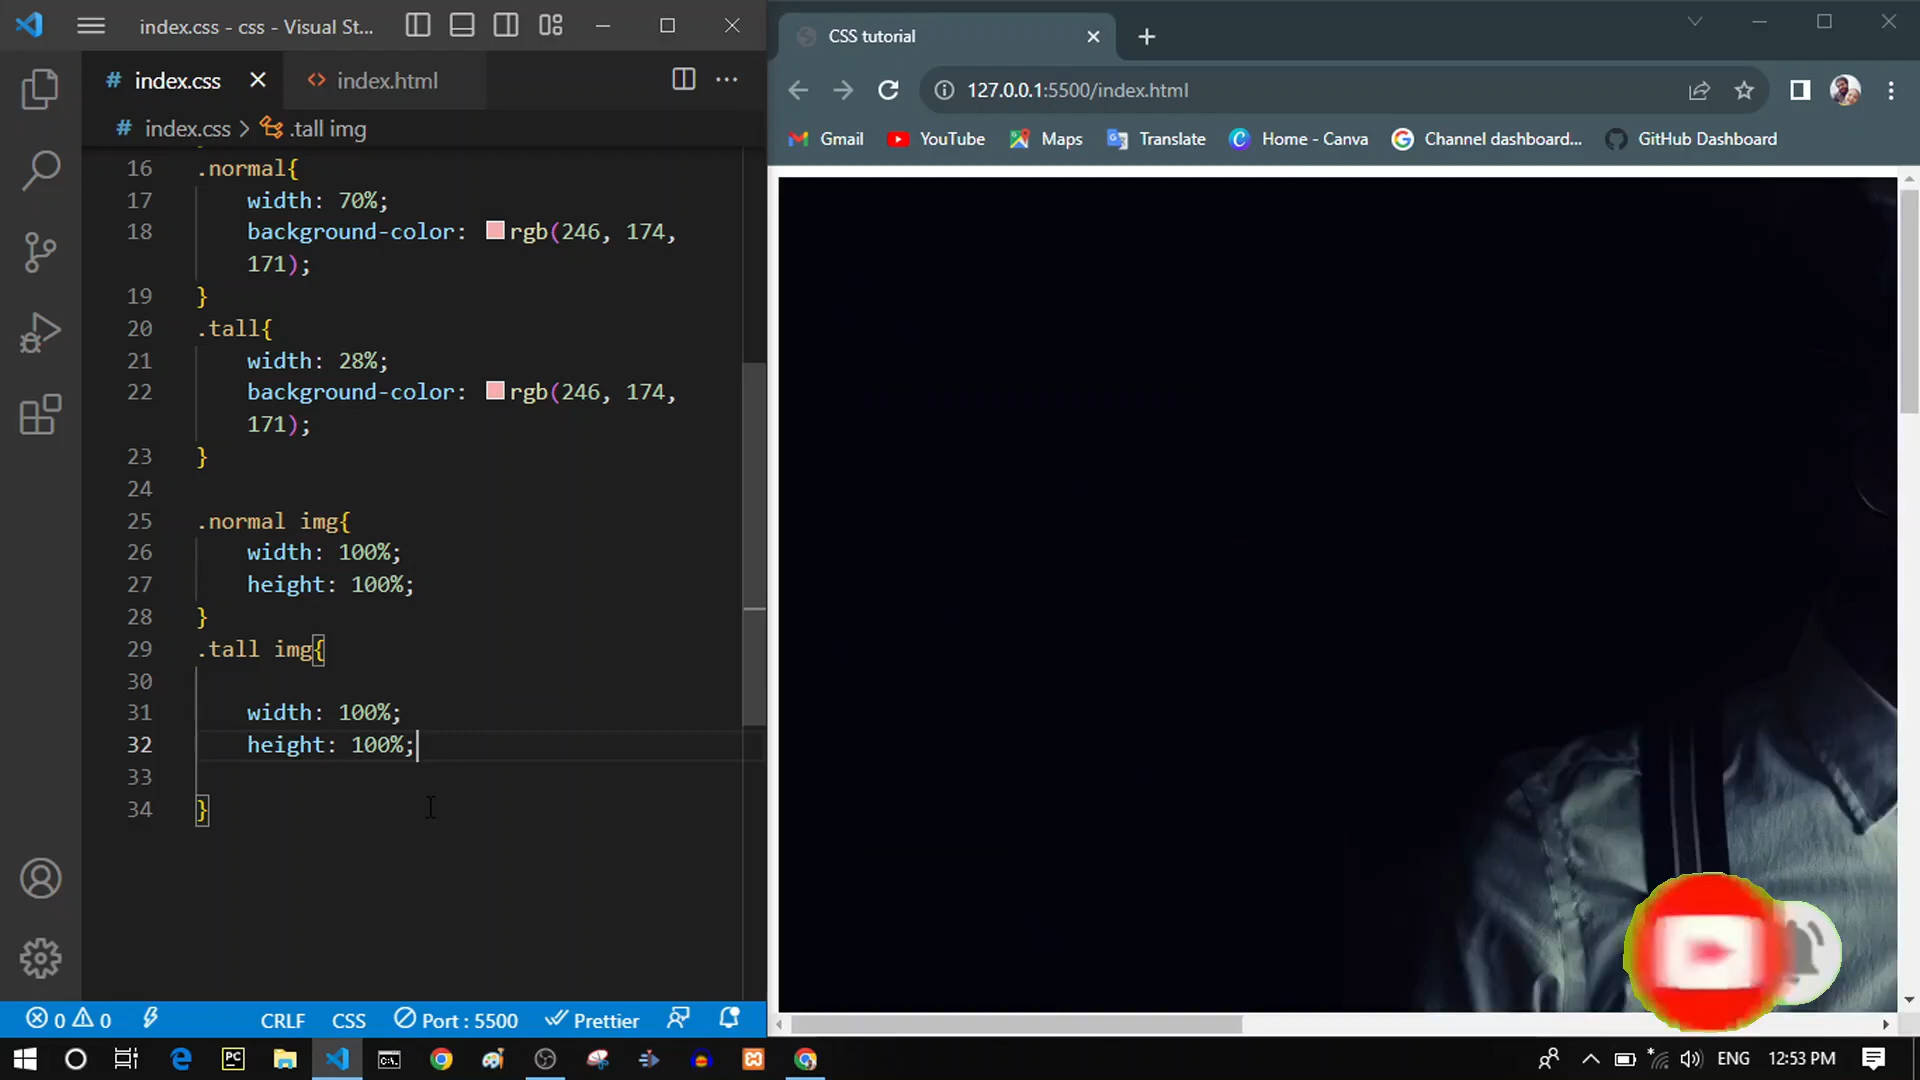 index.css - css - Visual St...
# index.css
<> index.html
# index.css > .tall img
16 .normal{
17 width: 70%;
18 background-color: rgb(246, 174,
171);
19 }
20 .tall{
21 width: 28%;
22 background-color: rgb(246, 174,
171);
23 }
24
25 .normal img{
26 width: 100%;
27 height: 100%;
28 }
29 .tall img{
30
31 width: 100%;
32 height: 100%;
33
34 }
0 0
CRLF
CSS
Port : 5500
Prettier
CSS tutorial
127.0.0.1:5500/index.html
Gmail
YouTube
Maps
Translate
Home - Canva
Channel dashboard...
GitHub Dashboard
PC
ENG
12:53 PM